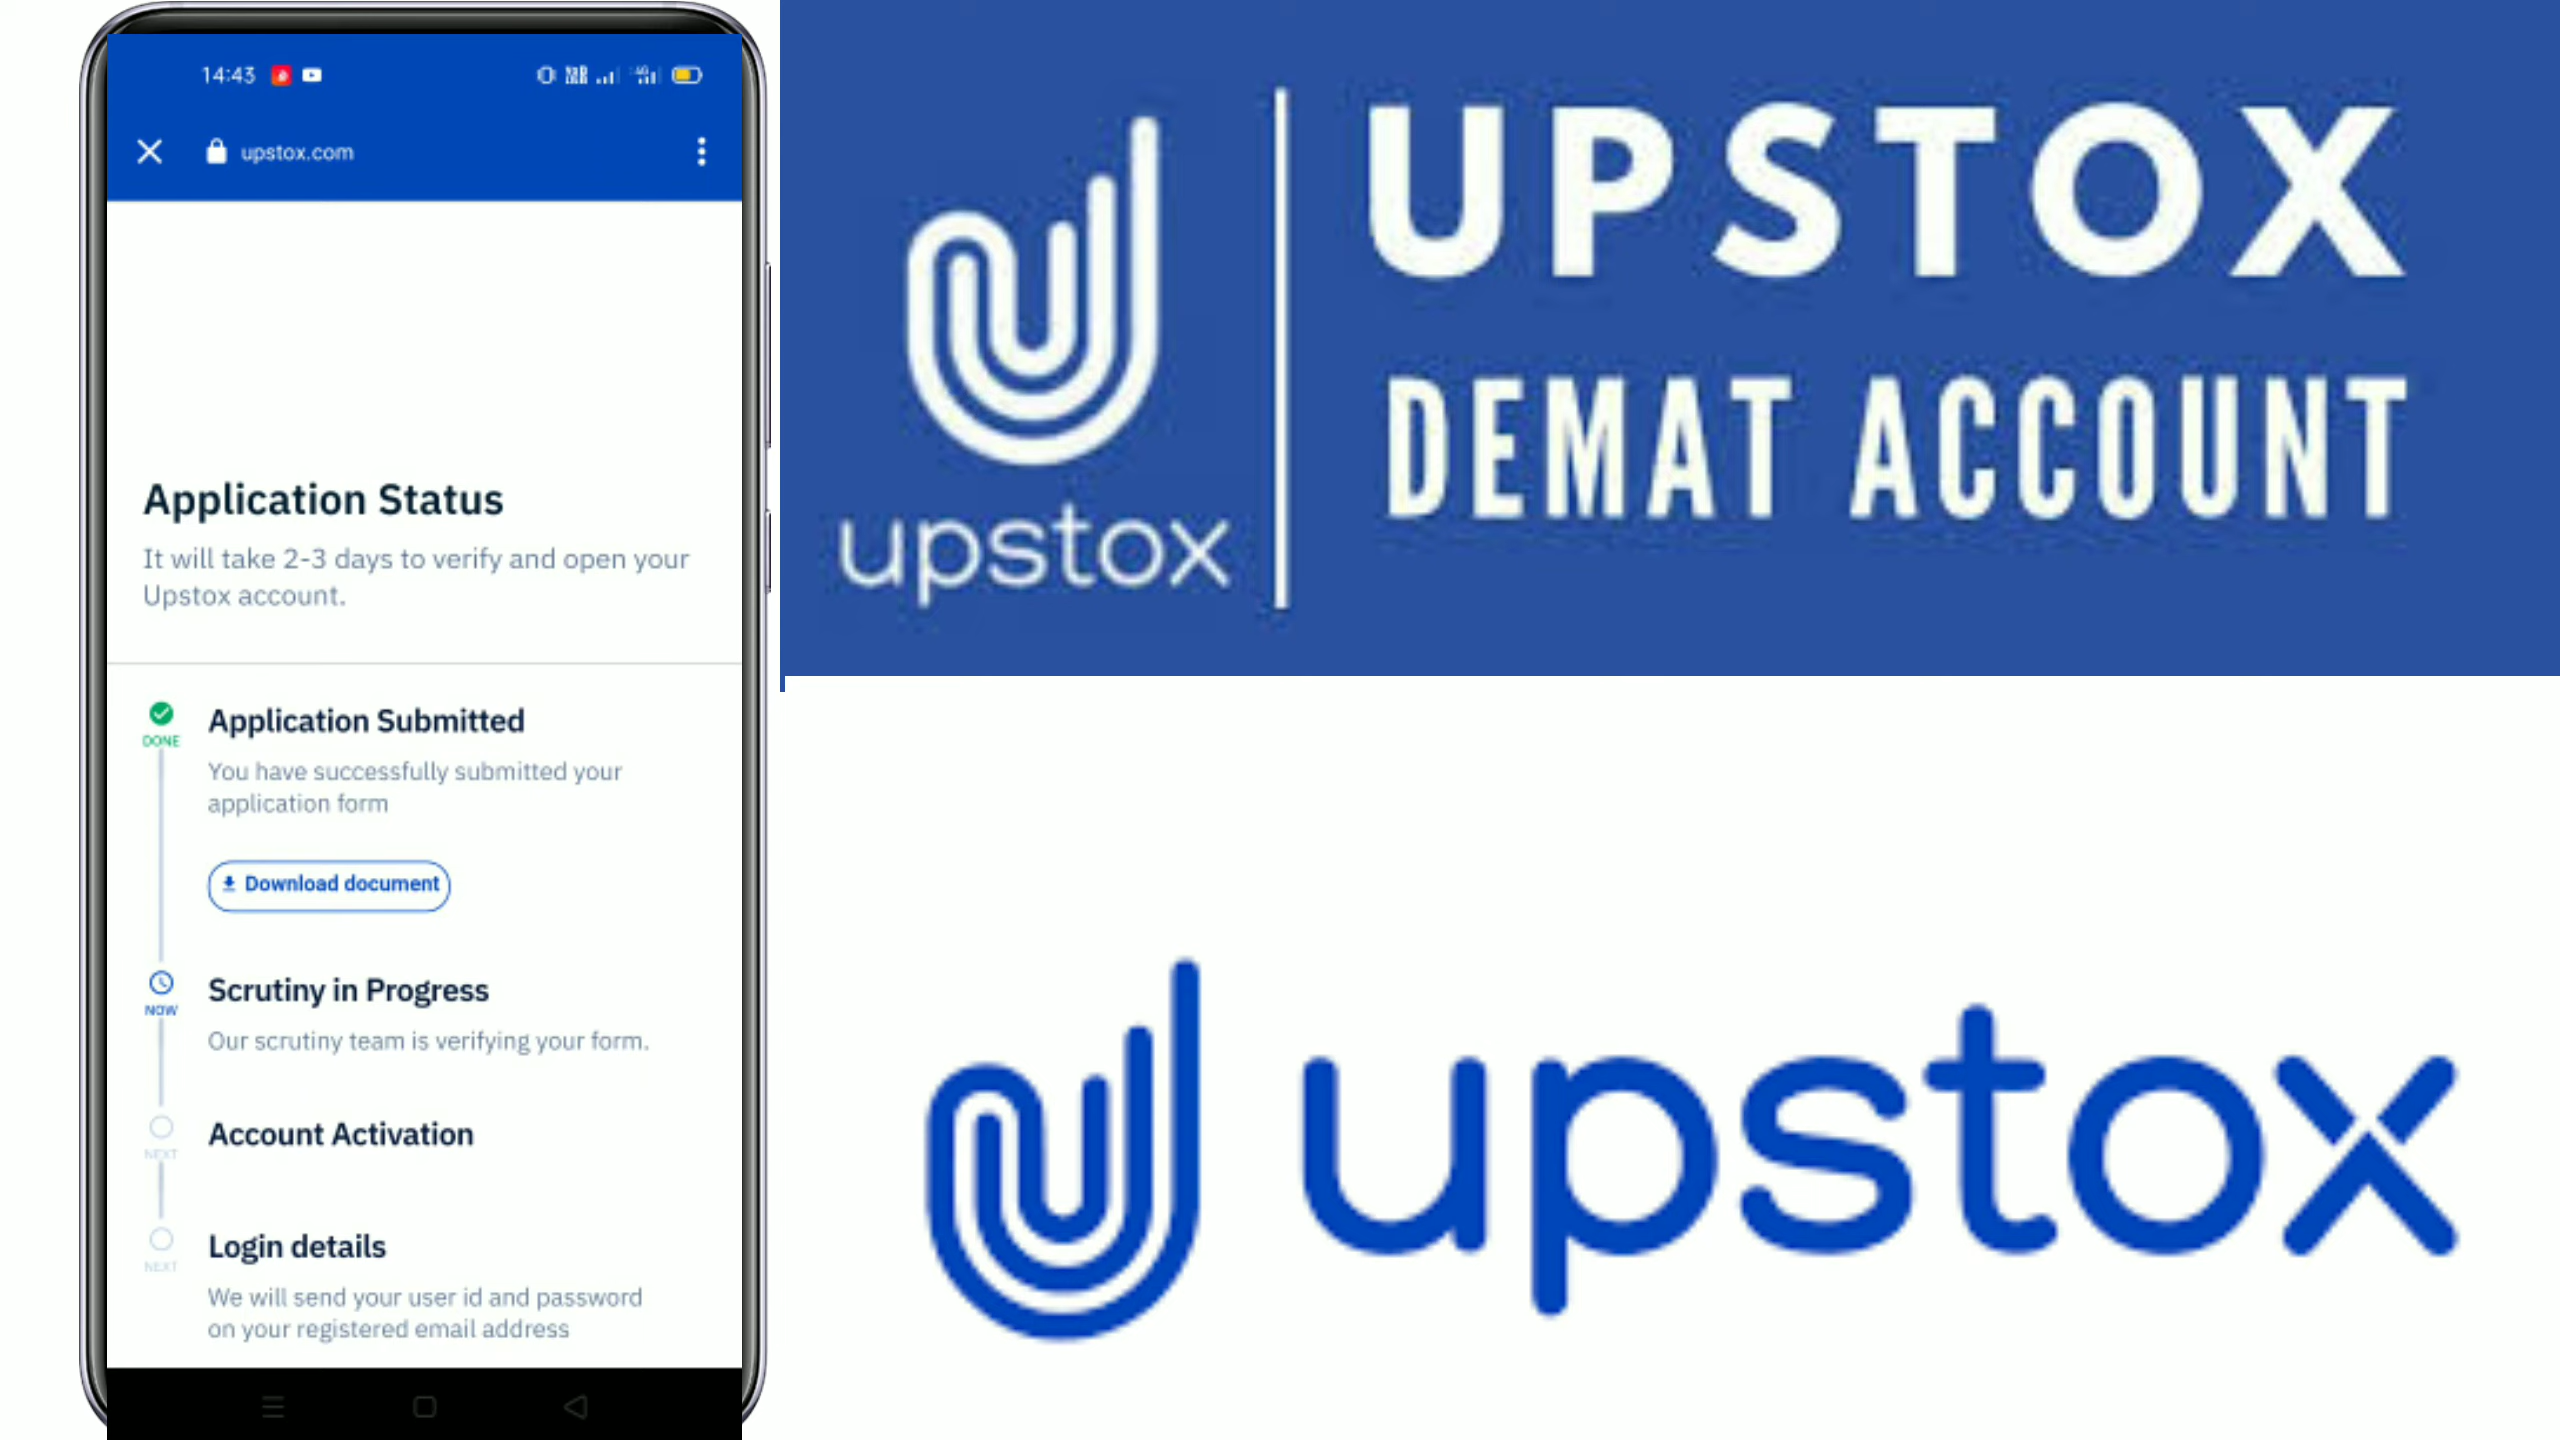 14:43
upstox.com
Application Status
It will take 2-3 days to verify and open your
Upstox account.
DONE
Application Submitted
You have successfully submitted your
application form
Download document
NOW
Scrutiny in Progress
Our scrutiny team is verifying your form.
NEXT
Account Activation
NEXT
Login details
We will send your user id and password
on your registered email address
upstox
UPSTOX
DEMAT ACCOUNT
upstox